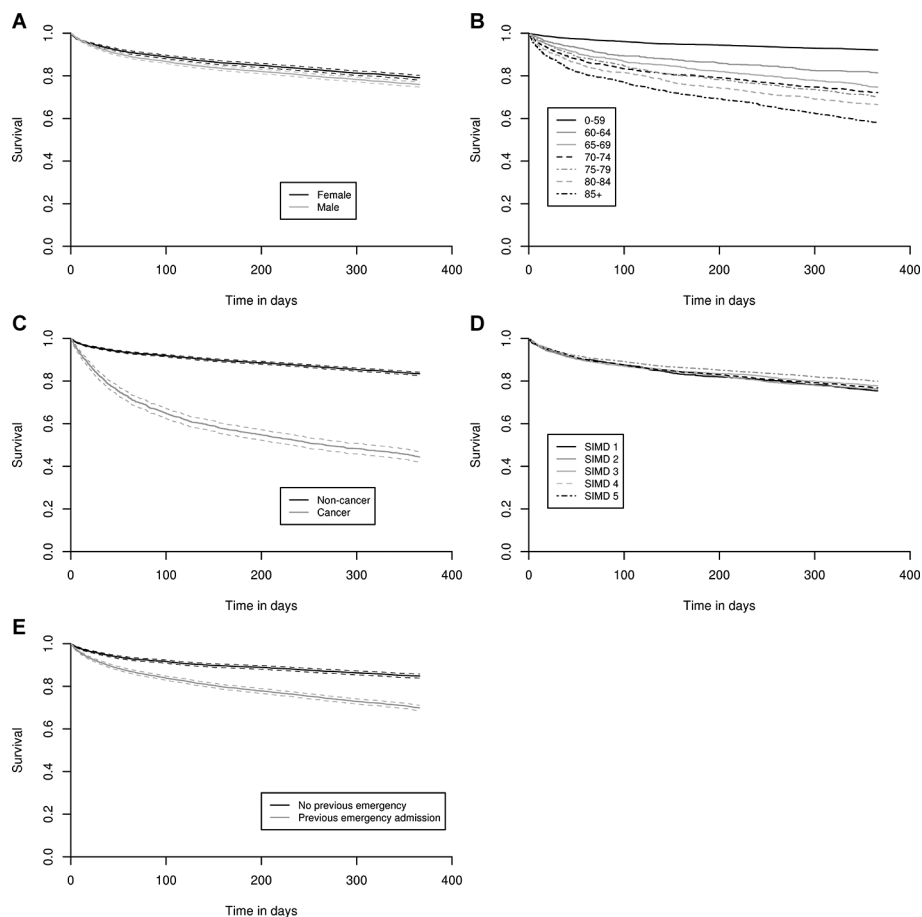 A
Survival
0.0 0.2 0.4 0.6 0.8 1.0
Female
Male
0 100 200 300 400
Time in days
B
Survival
0.0 0.2 0.4 0.6 0.8 1.0
0-59
60-64
65-69
70-74
75-79
80-84
85+
0 100 200 300 400
Time in days
C
Survival
0.0 0.2 0.4 0.6 0.8 1.0
Non-cancer
Cancer
0 100 200 300 400
Time in days
D
Survival
0.0 0.2 0.4 0.6 0.8 1.0
SIMD 1
SIMD 2
SIMD 3
SIMD 4
SIMD 5
0 100 200 300 400
Time in days
E
Survival
0.0 0.2 0.4 0.6 0.8 1.0
No previous emergency
Previous emergency admission
0 100 200 300 400
Time in days